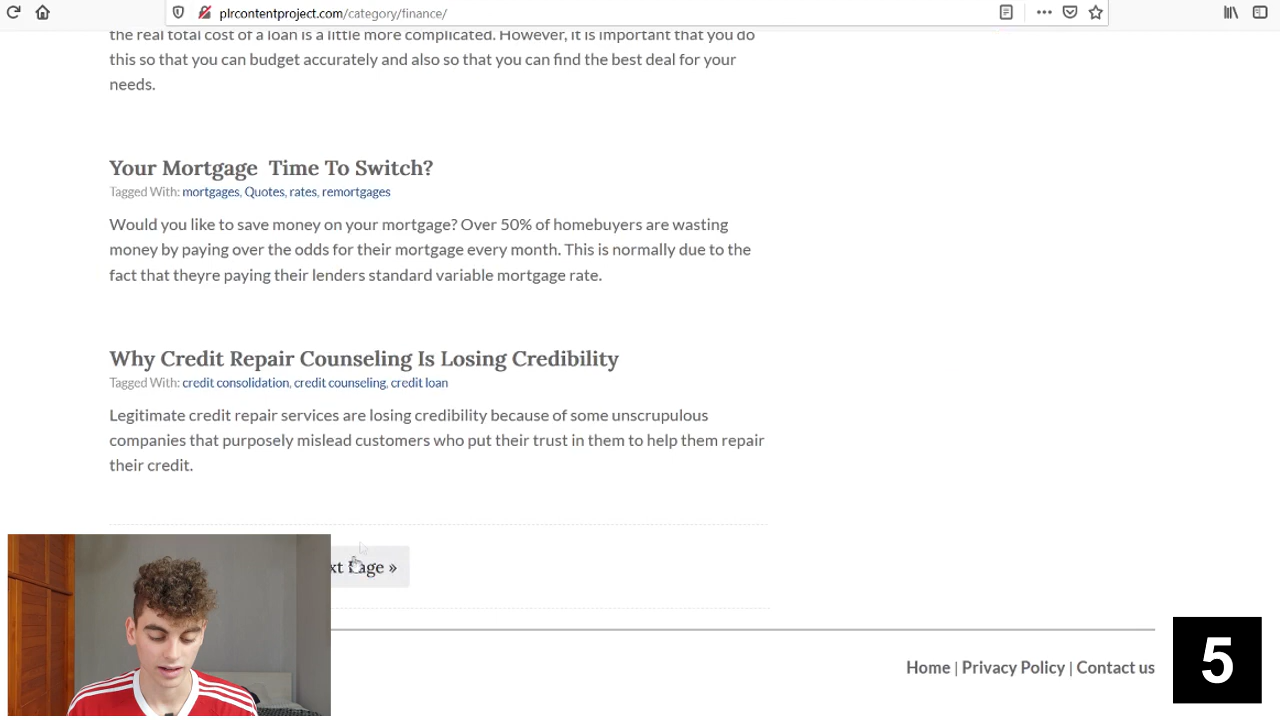 plrcontentproject.com/category/finance/
the real total cost of a loan is a little more complicated. However, it is important that you do
this so that you can budget accurately and also so that you can find the best deal for your
needs.
Your Mortgage  Time To Switch?
Tagged With: mortgages, Quotes, rates, remortgages
Would you like to save money on your mortgage? Over 50% of homebuyers are wasting
money by paying over the odds for their mortgage every month. This is normally due to the
fact that theyre paying their lenders standard variable mortgage rate.
Why Credit Repair Counseling Is Losing Credibility
Tagged With: credit consolidation, credit counseling, credit loan
Legitimate credit repair services are losing credibility because of some unscrupulous
companies that purposely mislead customers who put their trust in them to help them repair
their credit.
xt Page »
Home | Privacy Policy | Contact us
5